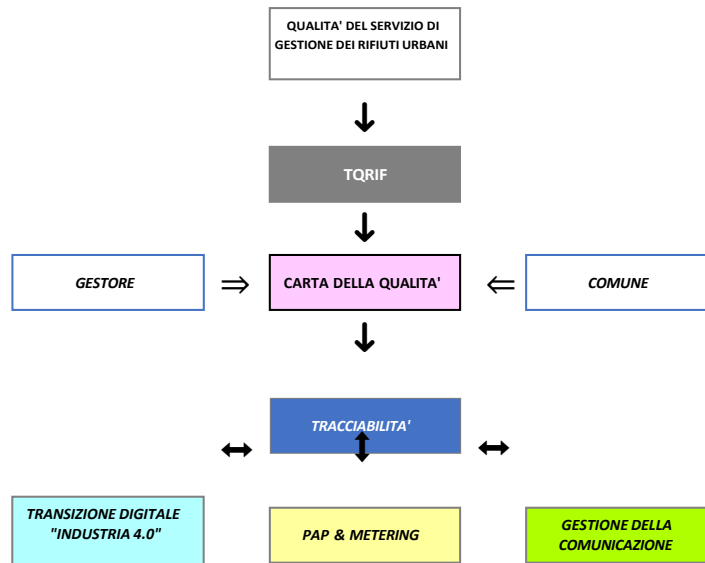 QUALITA' DEL SERVIZIO DI
GESTIONE DEI RIFIUTI URBANI
TQRIF
GESTORE
CARTA DELLA QUALITA'
COMUNE
TRACCIABILITA'
TRANSIZIONE DIGITALE
"INDUSTRIA 4.0"
PAP & METERING
GESTIONE DELLA
COMUNICAZIONE